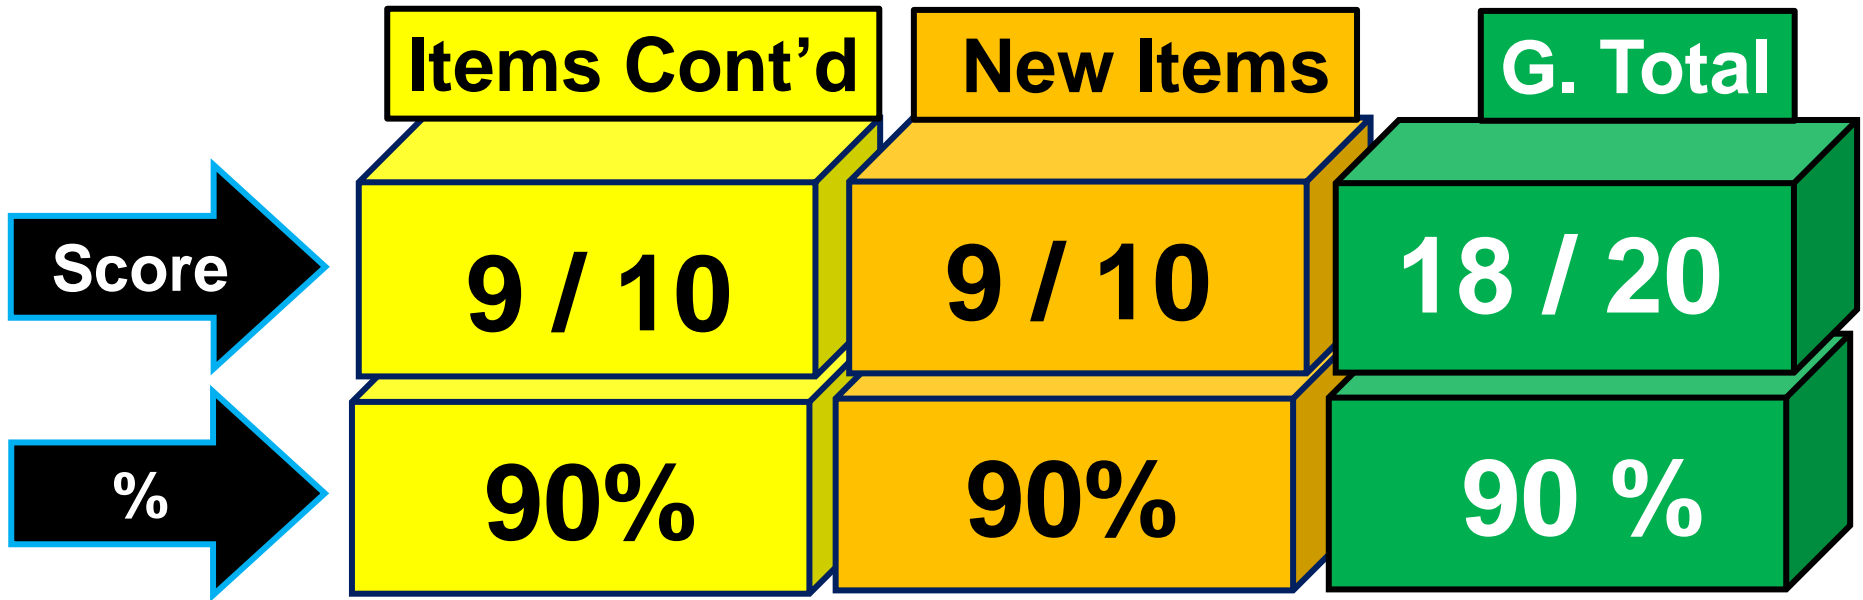 Items Cont’d New Items G. Total
Score 9 / 10 9 / 10 18 / 20
% 90% 90% 90 %